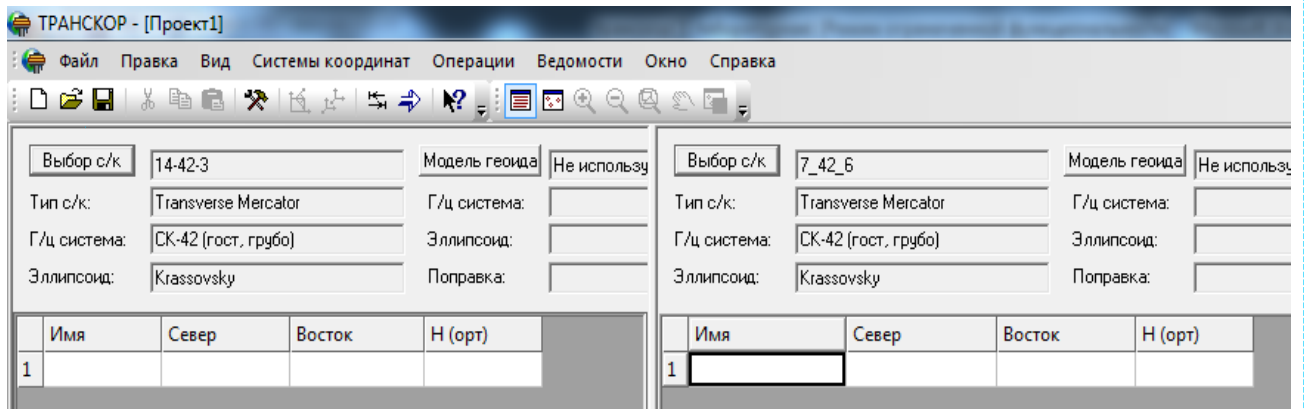 ТРАНСКОР - [Проект1]
Файл Правка Вид Системы координат Операции Ведомости Окно Справка
Выбор с/к 14-42-3 Модель геоида Не использу
Тип с/к: Transverse Mercator Г/ц система:
Г/ц система: СК-42 (гост, грубо) Эллипсоид:
Эллипсоид: Krassovsky Поправка:
Имя Север Восток Н (орт)
1
Выбор с/к 7_42_6 Модель геоида Не использу
Тип с/к: Transverse Mercator Г/ц система:
Г/ц система: СК-42 (гост, грубо) Эллипсоид:
Эллипсоид: Krassovsky Поправка:
Имя Север Восток Н (орт)
1